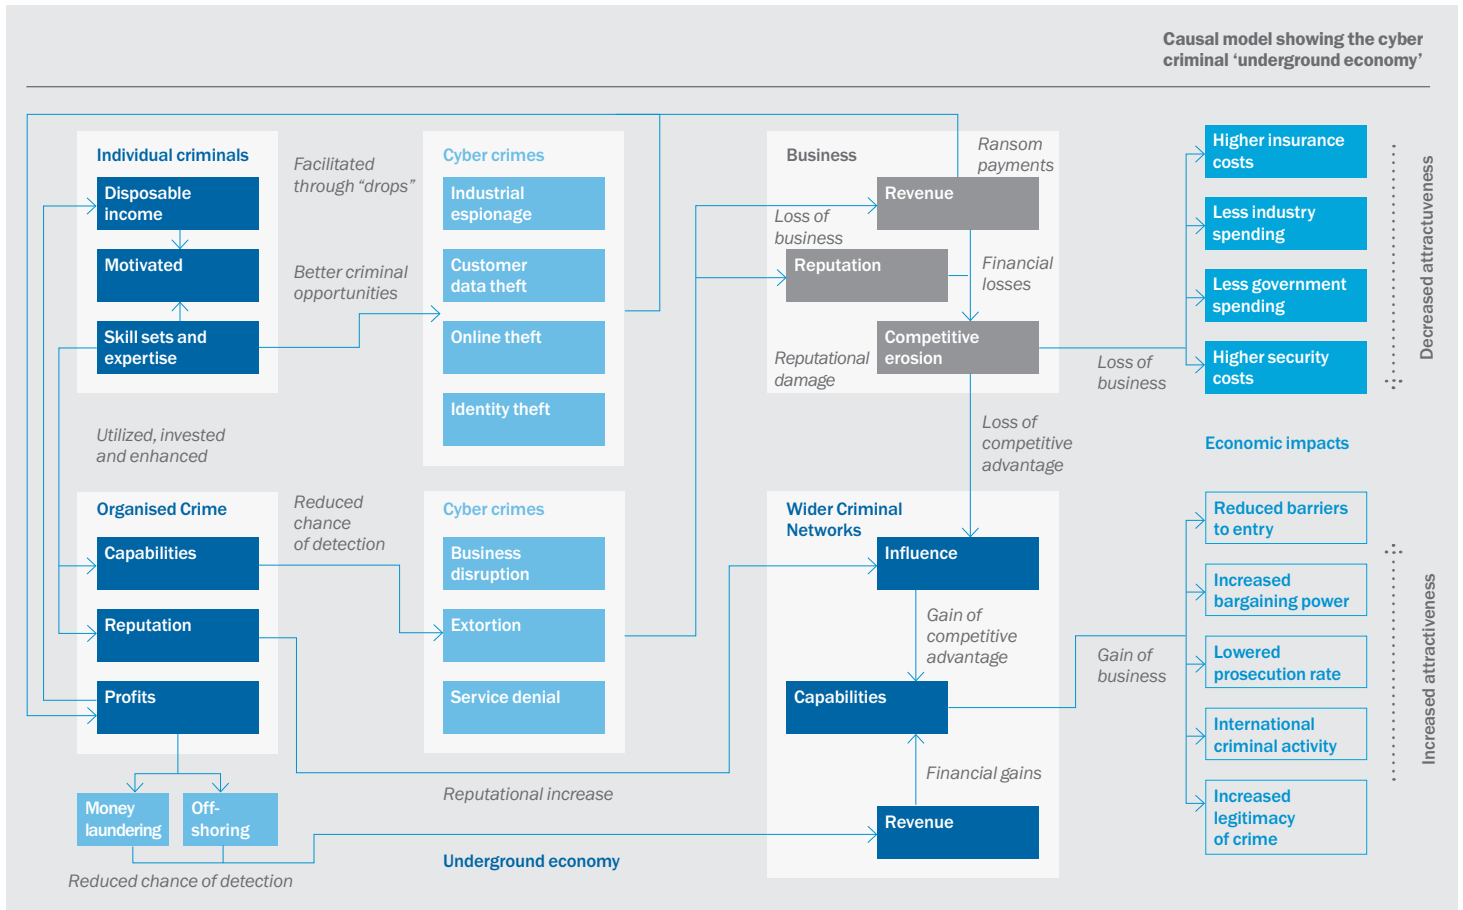 Causal model showing the cyber
criminal ‘underground economy’
Individual criminals
Disposable
income
Motivated
Skill sets and
expertise
Facilitated
through “drops”
Better criminal
opportunities
Utilized, invested
and enhanced
Cyber crimes
Industrial
espionage
Customer
data theft
Online theft
Identity theft
Business
Ransom
payments
Revenue
Loss of
business
Reputation
Financial
losses
Competitive
erosion
Reputational
damage
Loss of
business
Loss of
competitive
advantage
Higher insurance
costs
Less industry
spending
Less government
spending
Higher security
costs
Decreased attractuveness
Economic impacts
Organised Crime
Capabilities
Reputation
Profits
Reduced
chance
of detection
Money
laundering
Off-
shoring
Reduced chance of detection
Cyber crimes
Business
disruption
Extortion
Service denial
Reputational increase
Underground economy
Wider Criminal
Networks
Influence
Gain of
competitive
advantage
Capabilities
Financial gains
Revenue
Gain of
business
Reduced barriers
to entry
Increased
bargaining power
Lowered
prosecution rate
International
criminal activity
Increased
legitimacy
of crime
Increased attractiveness